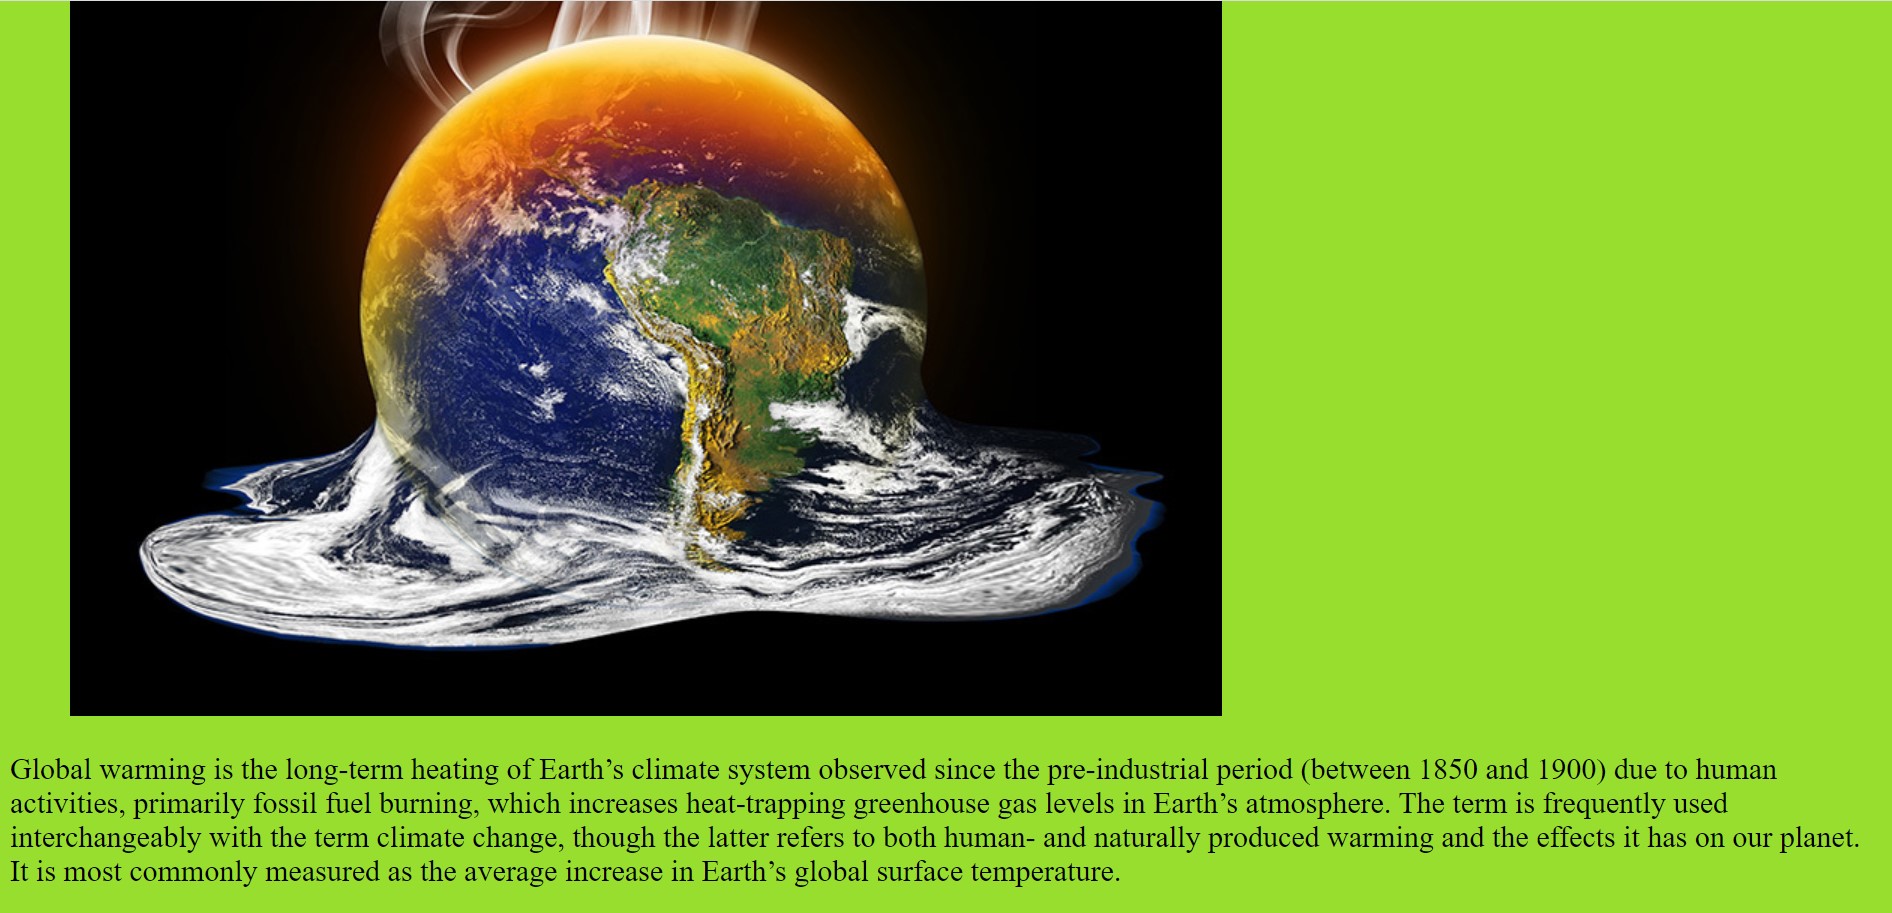 Global warming is the long-term heating of Earth’s climate system observed since the pre-industrial period (between 1850 and 1900) due to human
activities, primarily fossil fuel burning, which increases heat-trapping greenhouse gas levels in Earth’s atmosphere. The term is frequently used
interchangeably with the term climate change, though the latter refers to both human- and naturally produced warming and the effects it has on our planet.
It is most commonly measured as the average increase in Earth’s global surface temperature.